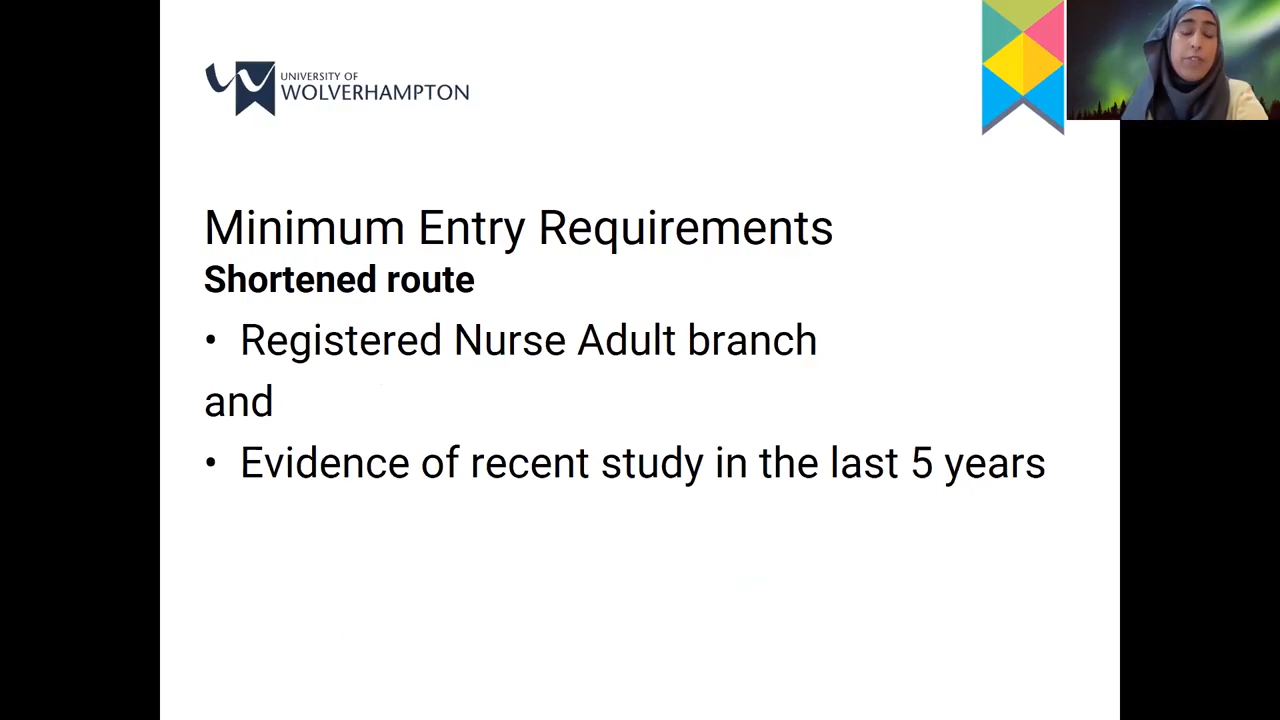 UNIVERSITY OF
WOLVERHAMPTON
Minimum Entry Requirements
Shortened route
• Registered Nurse Adult branch
and
• Evidence of recent study in the last 5 years